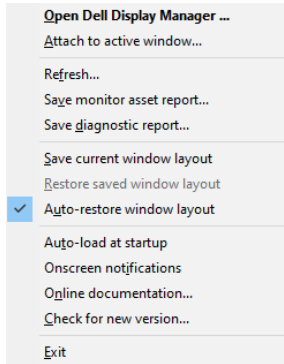 Open Dell Display Manager ...
Attach to active window...
Refresh...
Save monitor asset report...
Save diagnostic report...
Save current window layout
Restore saved window layout
Auto-restore window layout
Auto-load at startup
Onscreen notifications
Online documentation...
Check for new version...
Exit